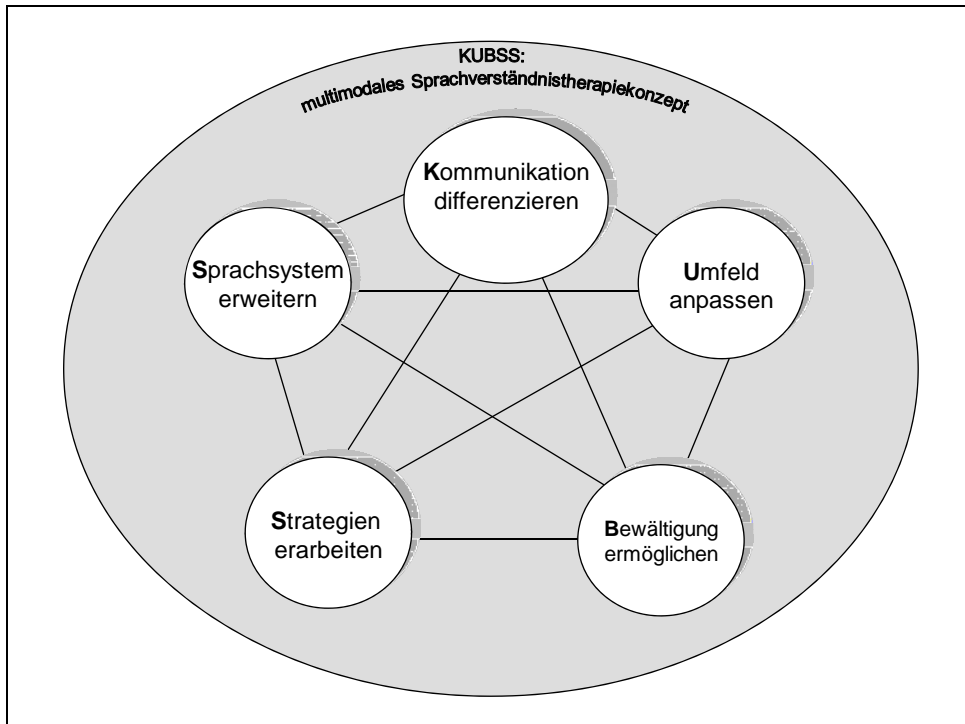 KUBSS:
multimodales Sprachverständnistherapiekonzept
Kommunikation
differenzieren
Sprachsystem
erweitern
Umfeld
anpassen
Strategien
erarbeiten
Bewältigung
ermöglichen